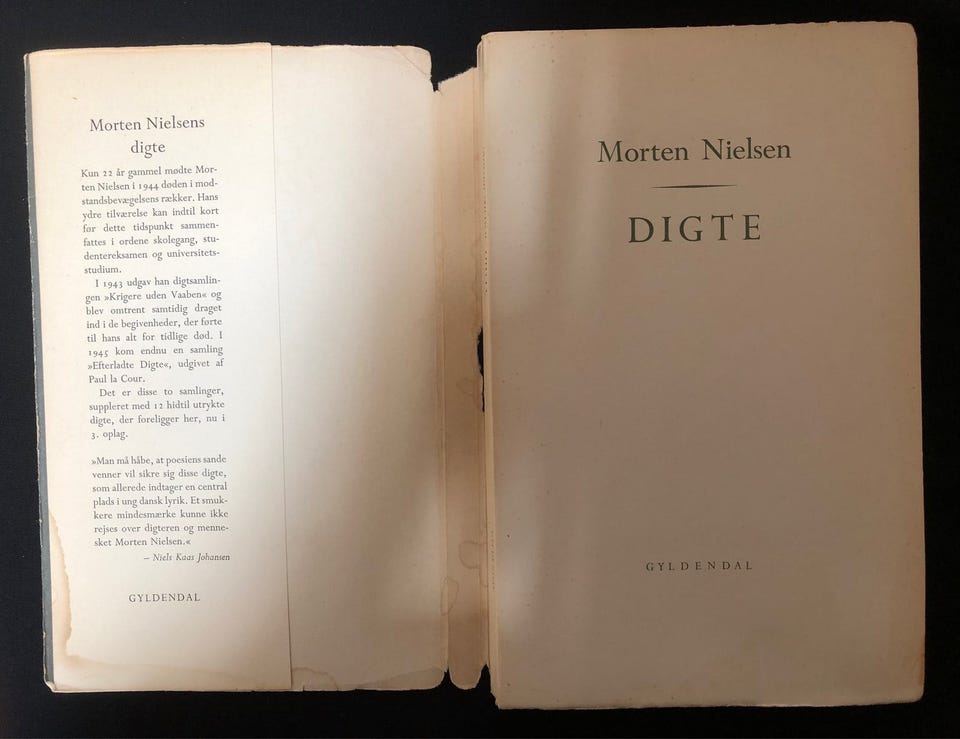 Morten Nielsens
digte
Kun 22 år gammel mødte Mor-
ten Nielsen i 1944 døden i mod-
standsbevægelsens rækker. Hans
ydre tilværelse kan indtil kort
før dette tidspunkt sammen-
fattes i ordene skolegang, stu-
dentereksamen og universitets-
studium.
I 1943 udgav han digtsamlin-
gen »Krigere uden Vaaben« og
blev omtrent samtidig draget
ind i de begivenheder, der førte
til hans alt for tidlige død. I
1945 kom endnu en samling
»Efterladte Digte«, udgivet af
Paul la Cour.
Det er disse to samlinger,
suppleret med 12 hidtil utrykte
digte, der foreligger her, nu i
3. oplag.
»Man må håbe, at poesiens sande
venner vil sikre sig disse digte,
som allerede indtager en central
plads i ung dansk lyrik. Et smuk-
kere mindesmærke kunne ikke
rejses over digteren og menne-
sket Morten Nielsen.«
– Niels Kaas Johansen
GYLDENDAL
Morten Nielsen
DIGTE
GYLDENDAL